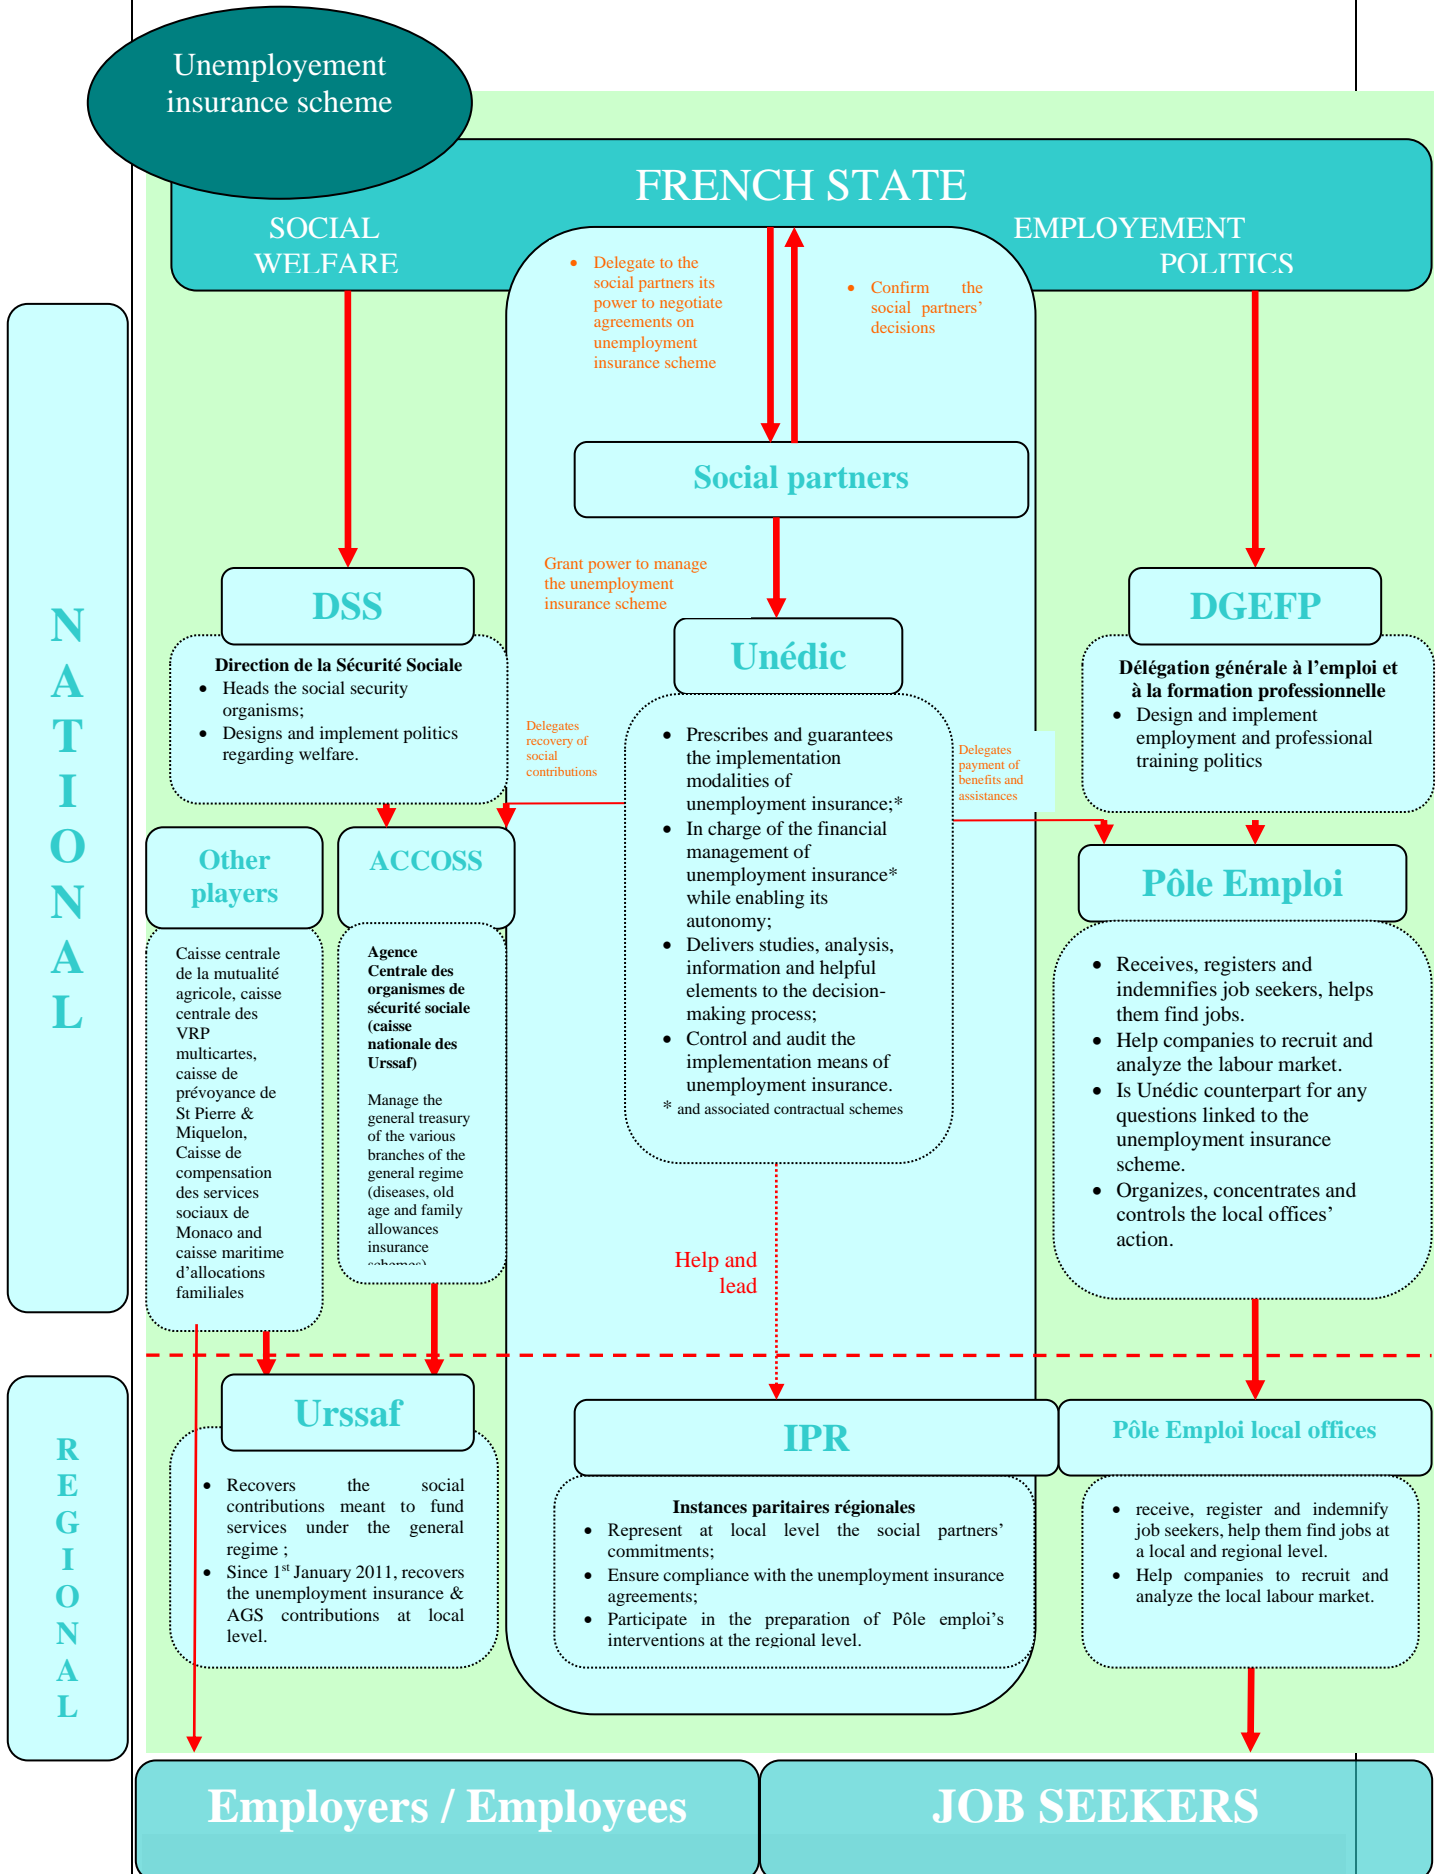 Unemployement
insurance scheme
FRENCH STATE
SOCIAL
WELFARE
EMPLOYEMENT
POLITICS
• Delegate to the
social partners its
power to negotiate
agreements on
unemployment
insurance scheme
• Confirm the
social partners’
decisions
NATIONAL
Social partners
Grant power to manage
the unemployment
insurance scheme
DSS
Direction de la Sécurité Sociale
• Heads the social security
organisms;
• Designs and implement politics
regarding welfare.
Unédic
• Prescribes and guarantees
the implementation
modalities of
unemployment insurance;*
• In charge of the financial
management of
unemployment insurance*
while enabling its
autonomy;
• Delivers studies, analysis,
information and helpful
elements to the decision-
making process;
• Control and audit the
implementation means of
unemployment insurance.
* and associated contractual schemes
DGEFP
Délégation générale à l’emploi et
à la formation professionnelle
• Design and implement
employment and professional
training politics
Delegates
recovery of
social
contributions
Delegates
payment of
benefits and
assistances
Other
players
Caisse centrale
de la mutualité
agricole, caisse
centrale des
VRP
multicartes,
caisse de
prévoyance de
St Pierre &
Miquelon,
Caisse de
compensation
des services
sociaux de
Monaco and
caisse maritime
d’allocations
familiales
ACCOSS
Agence
Centrale des
organismes de
sécurité sociale
(caisse
nationale des
Urssaf)
Manage the
general treasury
of the various
branches of the
general regime
(diseases, old
age and family
allowances
insurance
schemes)
Pôle Emploi
• Receives, registers and
indemnifies job seekers, helps
them find jobs.
• Help companies to recruit and
analyze the labour market.
• Is Unédic counterpart for any
questions linked to the
unemployment insurance
scheme.
• Organizes, concentrates and
controls the local offices’
action.
Help and
lead
REGIONAL
Urssaf
• Recovers the social
contributions meant to fund
services under the general
regime ;
• Since 1st January 2011, recovers
the unemployment insurance &
AGS contributions at local
level.
IPR
Instances paritaires régionales
• Represent at local level the social partners’
commitments;
• Ensure compliance with the unemployment insurance
agreements;
• Participate in the preparation of Pôle emploi’s
interventions at the regional level.
Pôle Emploi local offices
• receive, register and indemnify
job seekers, help them find jobs at
a local and regional level.
• Help companies to recruit and
analyze the local labour market.
Employers / Employees
JOB SEEKERS